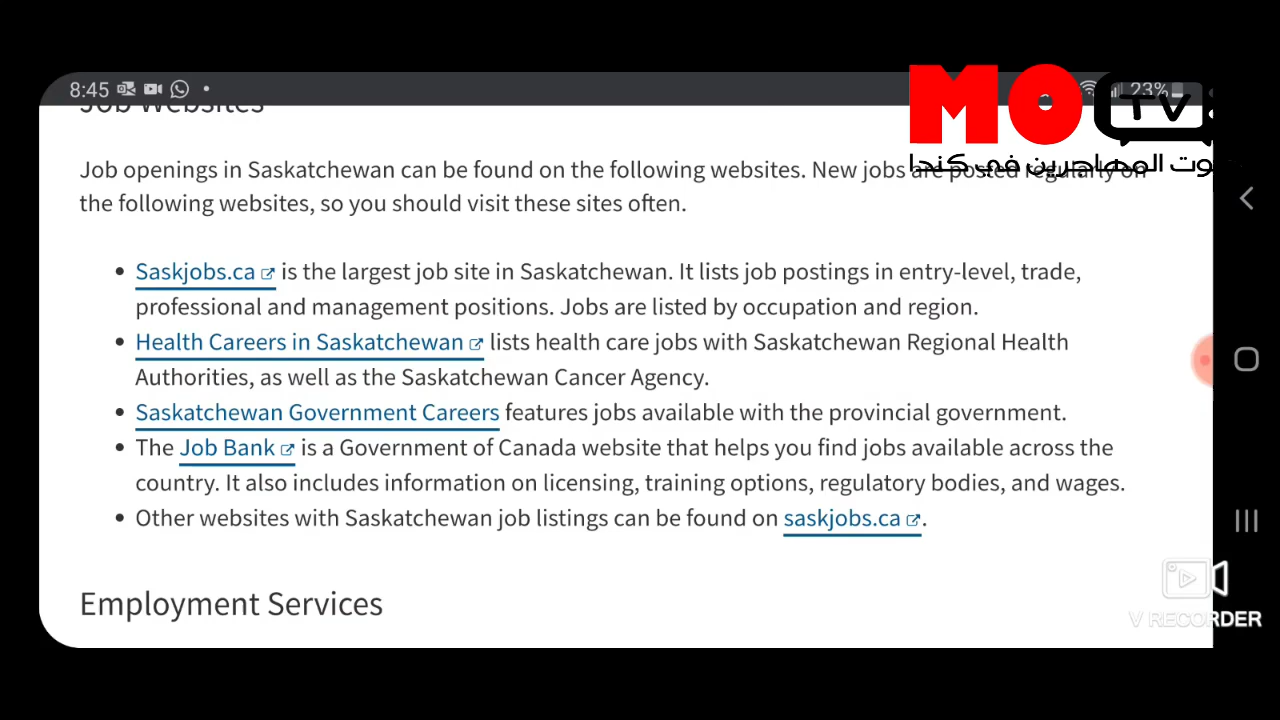 8:45
23%
MO TV
المهاجرين في كندا
Job Websites
Job openings in Saskatchewan can be found on the following websites. New jobs are posted regularly on
the following websites, so you should visit these sites often.
• Saskjobs.ca is the largest job site in Saskatchewan. It lists job postings in entry-level, trade,
professional and management positions. Jobs are listed by occupation and region.
• Health Careers in Saskatchewan lists health care jobs with Saskatchewan Regional Health
Authorities, as well as the Saskatchewan Cancer Agency.
• Saskatchewan Government Careers features jobs available with the provincial government.
• The Job Bank is a Government of Canada website that helps you find jobs available across the
country. It also includes information on licensing, training options, regulatory bodies, and wages.
• Other websites with Saskatchewan job listings can be found on saskjobs.ca.
Employment Services
V RECORDER